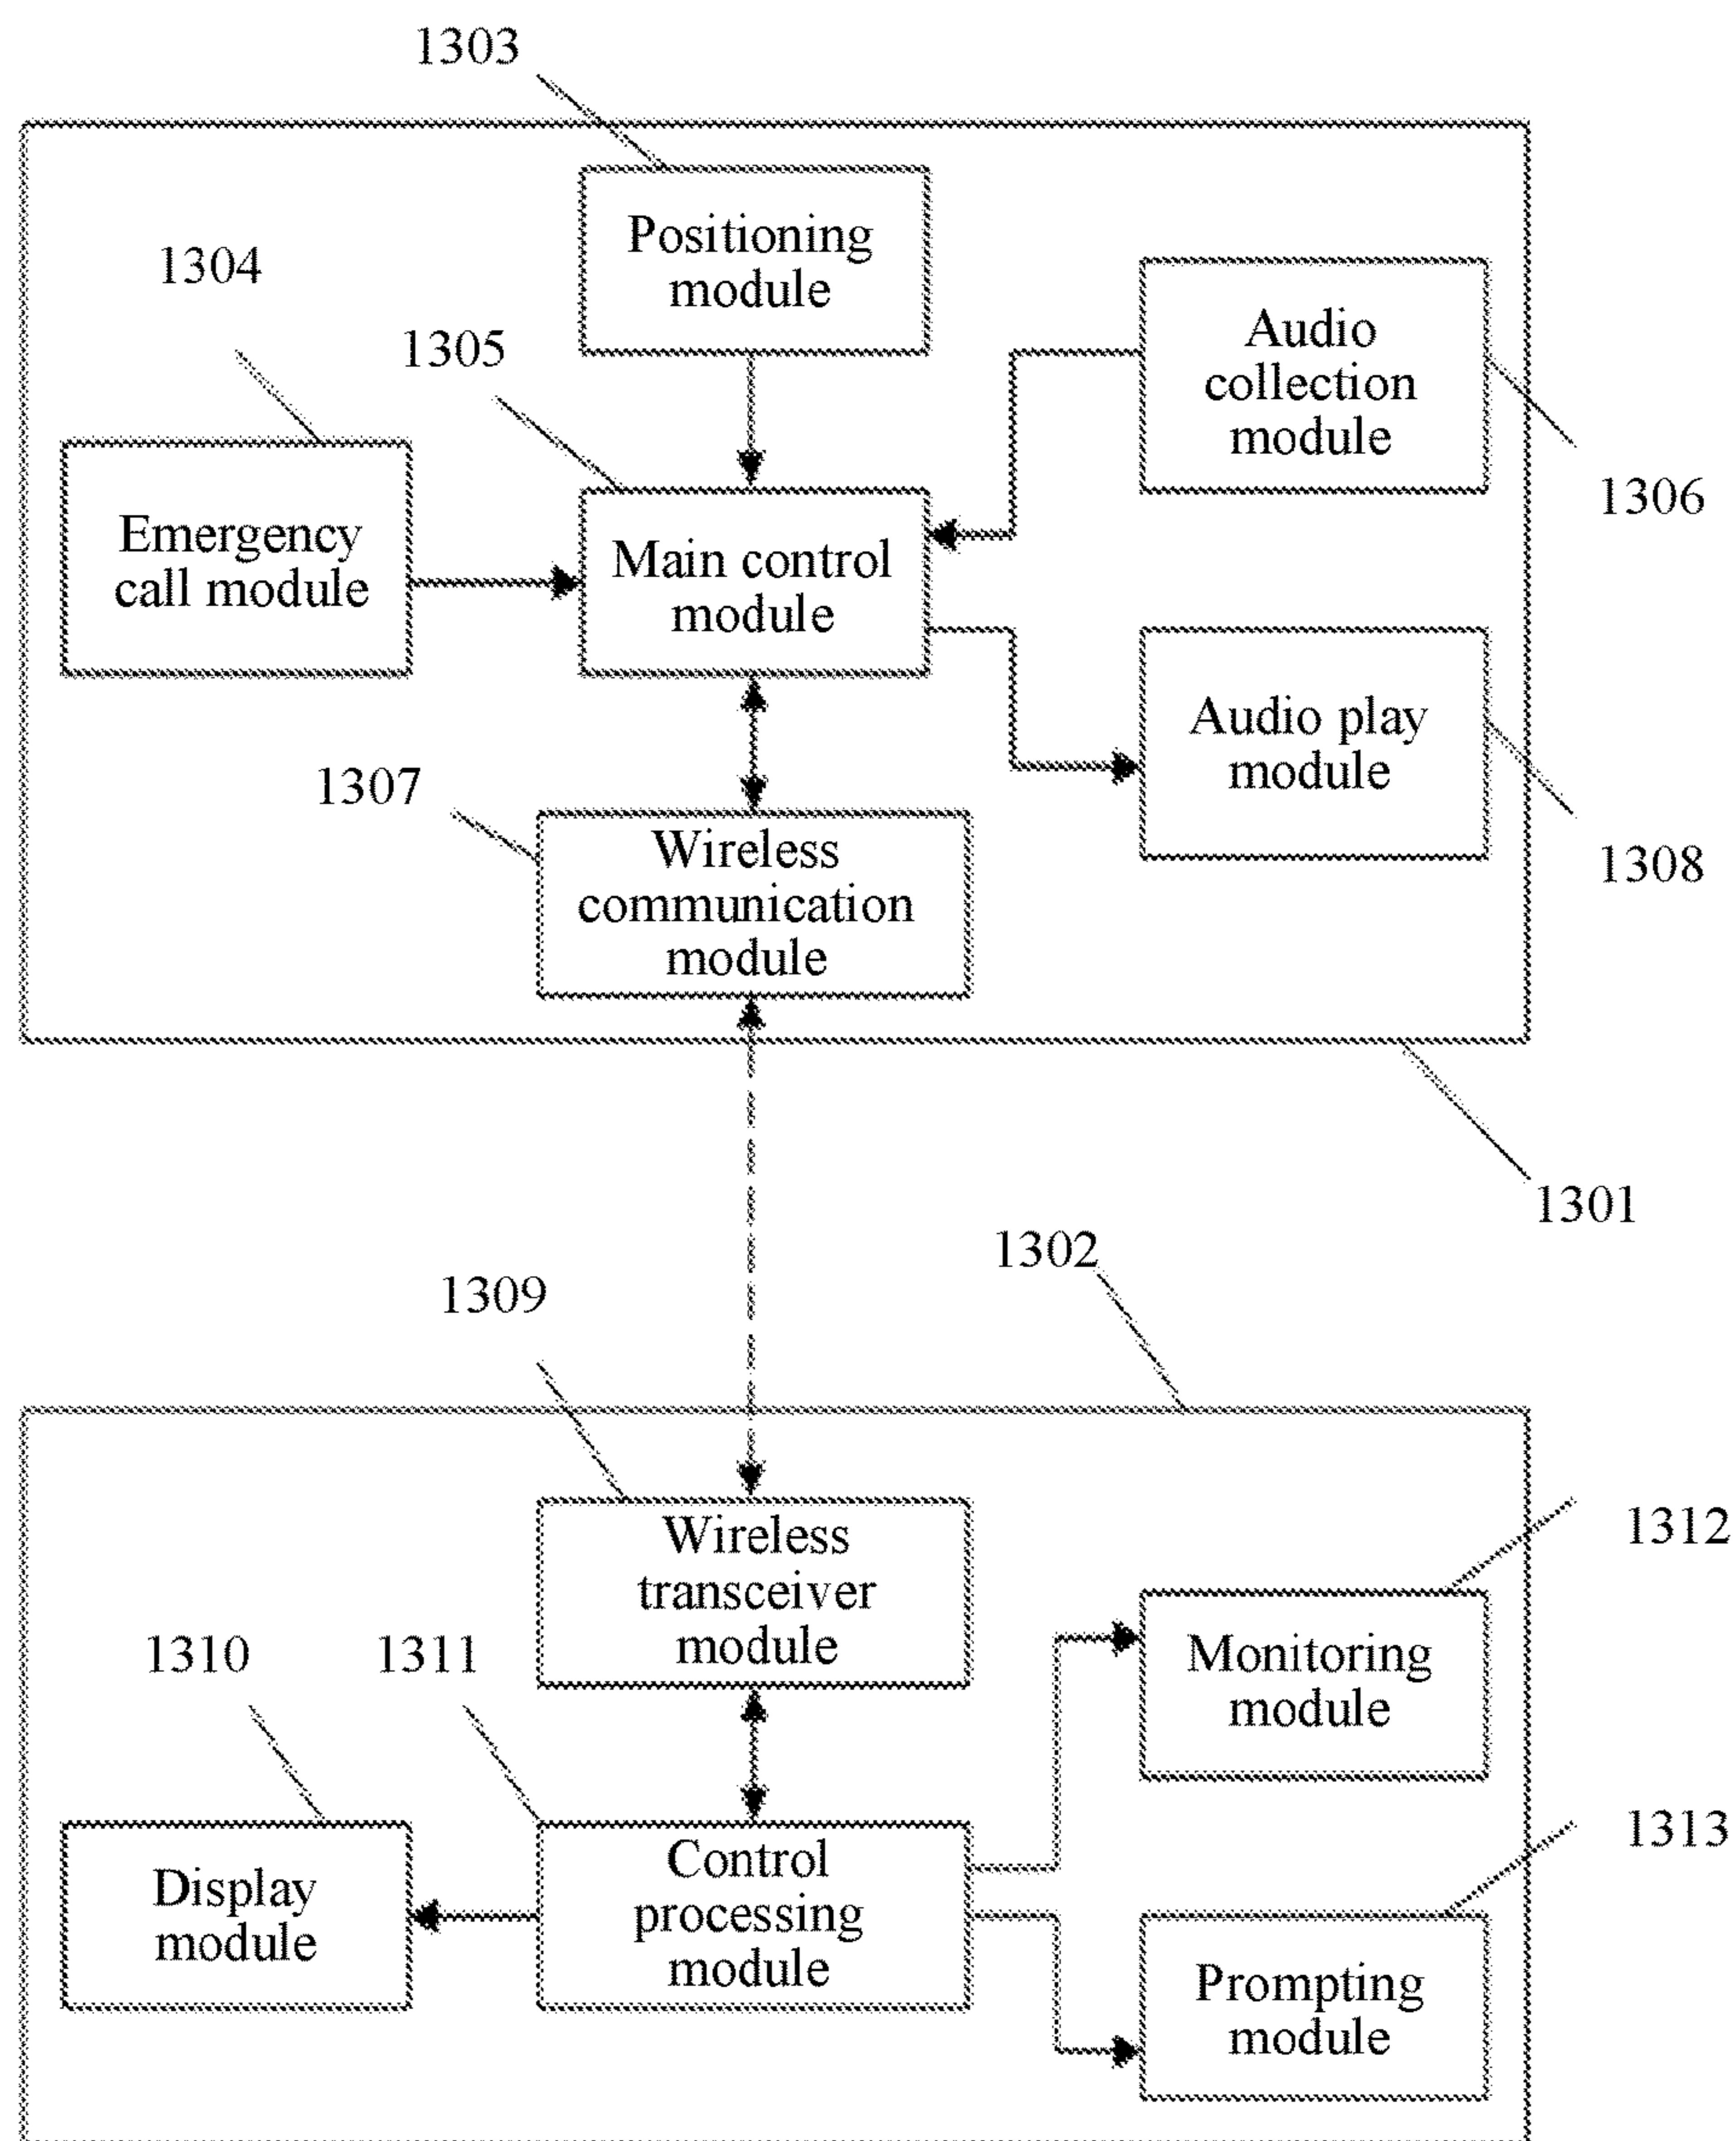 1303
Positioning
module
1304
1305
Audio
collection
module
1306
Emergency
call module
Main control
module
Audio play
module
1307
1308
Wireless
communication
module
1301
1302
1309
Wireless
transceiver
module
1312
1310
1311
Monitoring
module
1313
Display
module
Control
processing
module
Prompting
module